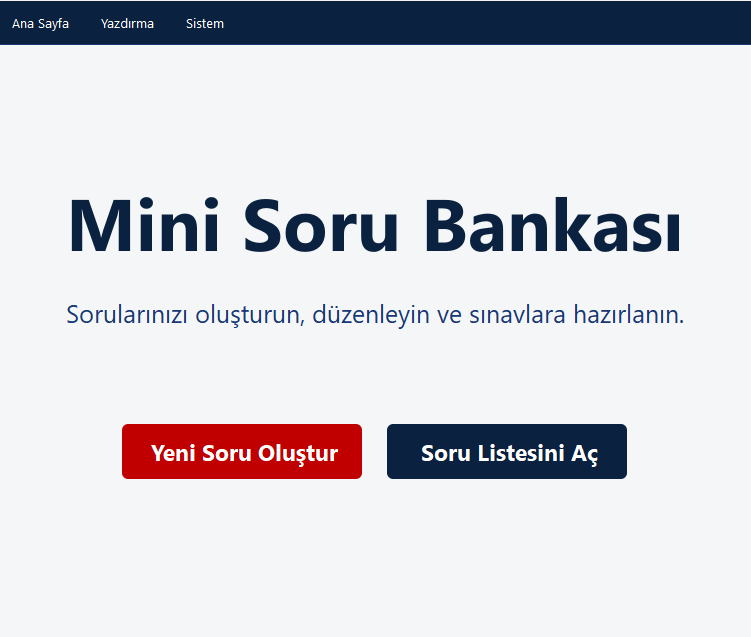 Ana Sayfa Yazdırma Sistem
Mini Soru Bankası
Sorularınızı oluşturun, düzenleyin ve sınavlara hazırlanın.
Yeni Soru Oluştur Soru Listesini Aç